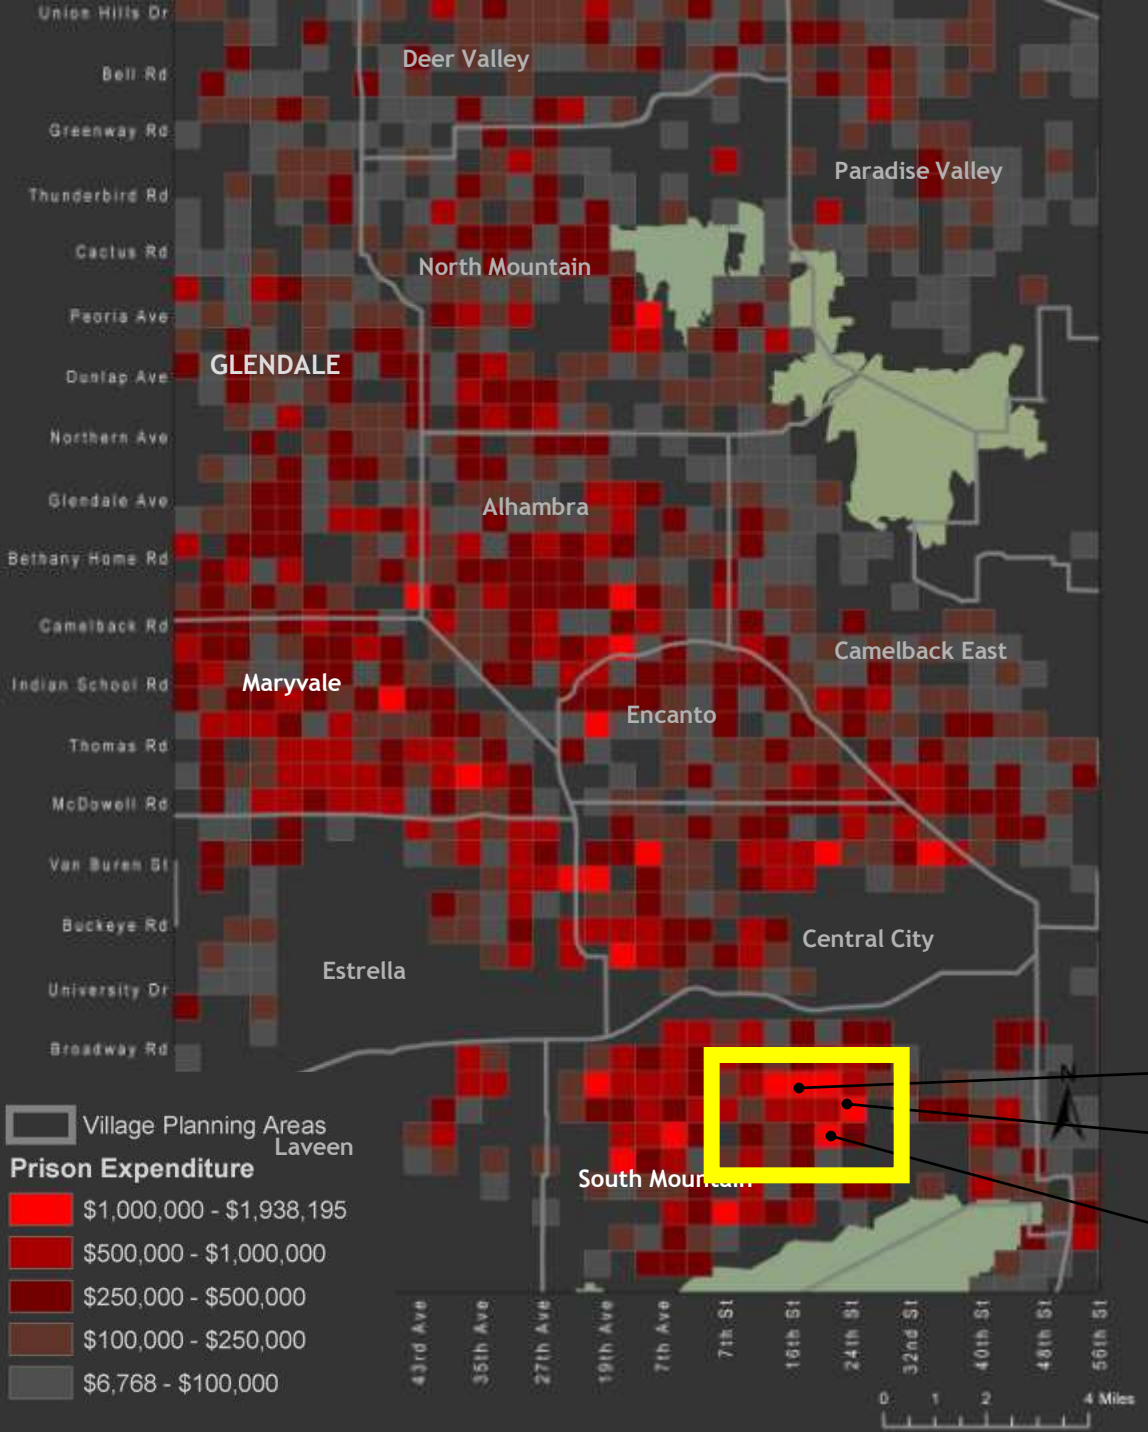 Union Hills Dr
Deer Valley
Bell Rd
Greenway Rd
Paradise Valley
Thunderbird Rd
Cactus Rd
North Mountain
Peoria Ave
GLENDALE
Dunlap Ave
Northern Ave
Glendale Ave
Alhambra
Bethany Home Rd
Camelback Rd
Camelback East
Indian School Rd
Maryvale
Encanto
Thomas Rd
McDowell Rd
Van Buren St
Buckeye Rd
Central City
Estrella
University Dr
Broadway Rd
N
Village Planning Areas
Laveen
Prison Expenditure
South Mountain
$1,000,000 - $1,938,195
$500,000 - $1,000,000
$250,000 - $500,000
$100,000 - $250,000
$6,768 - $100,000
43rd Ave
35th Ave
27th Ave
19th Ave
7th Ave
7th St
16th St
24th St
32nd St
40th St
48th St
56th St
0 1 2 4 Miles